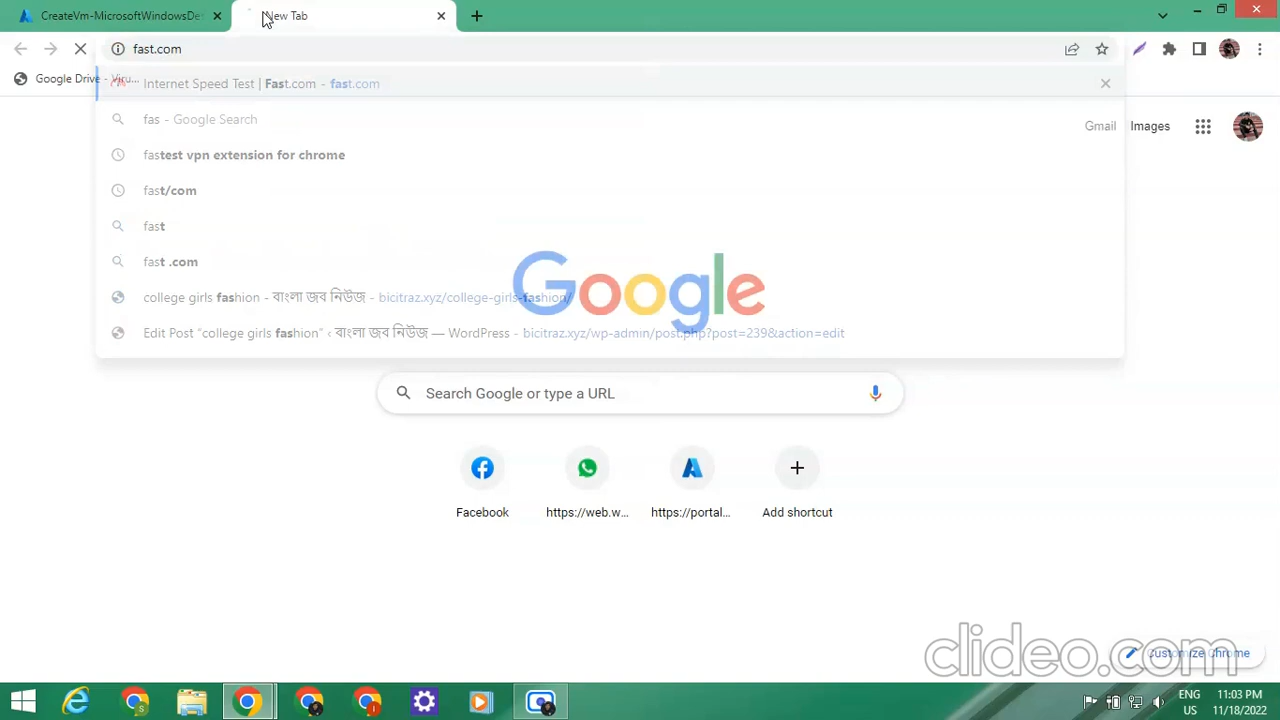 CreateVm-MicrosoftWindowsDe
New Tab
fast.com
Google Drive - Viru...
Internet Speed Test | Fast.com - fast.com
fas - Google Search
Gmail Images
fastest vpn extension for chrome
fast/com
fast
fast .com
Google
college girls fashion - বাংলা জব নিউজ - bicitraz.xyz/college-girls-fashion/
Edit Post “college girls fashion” ‹ বাংলা জব নিউজ — WordPress - bicitraz.xyz/wp-admin/post.php?post=239&action=edit
Search Google or type a URL
Facebook
https://web.w...
https://portal...
Add shortcut
clideo.com
Customize Chrome
ENG 11:03 PM
US 11/18/2022